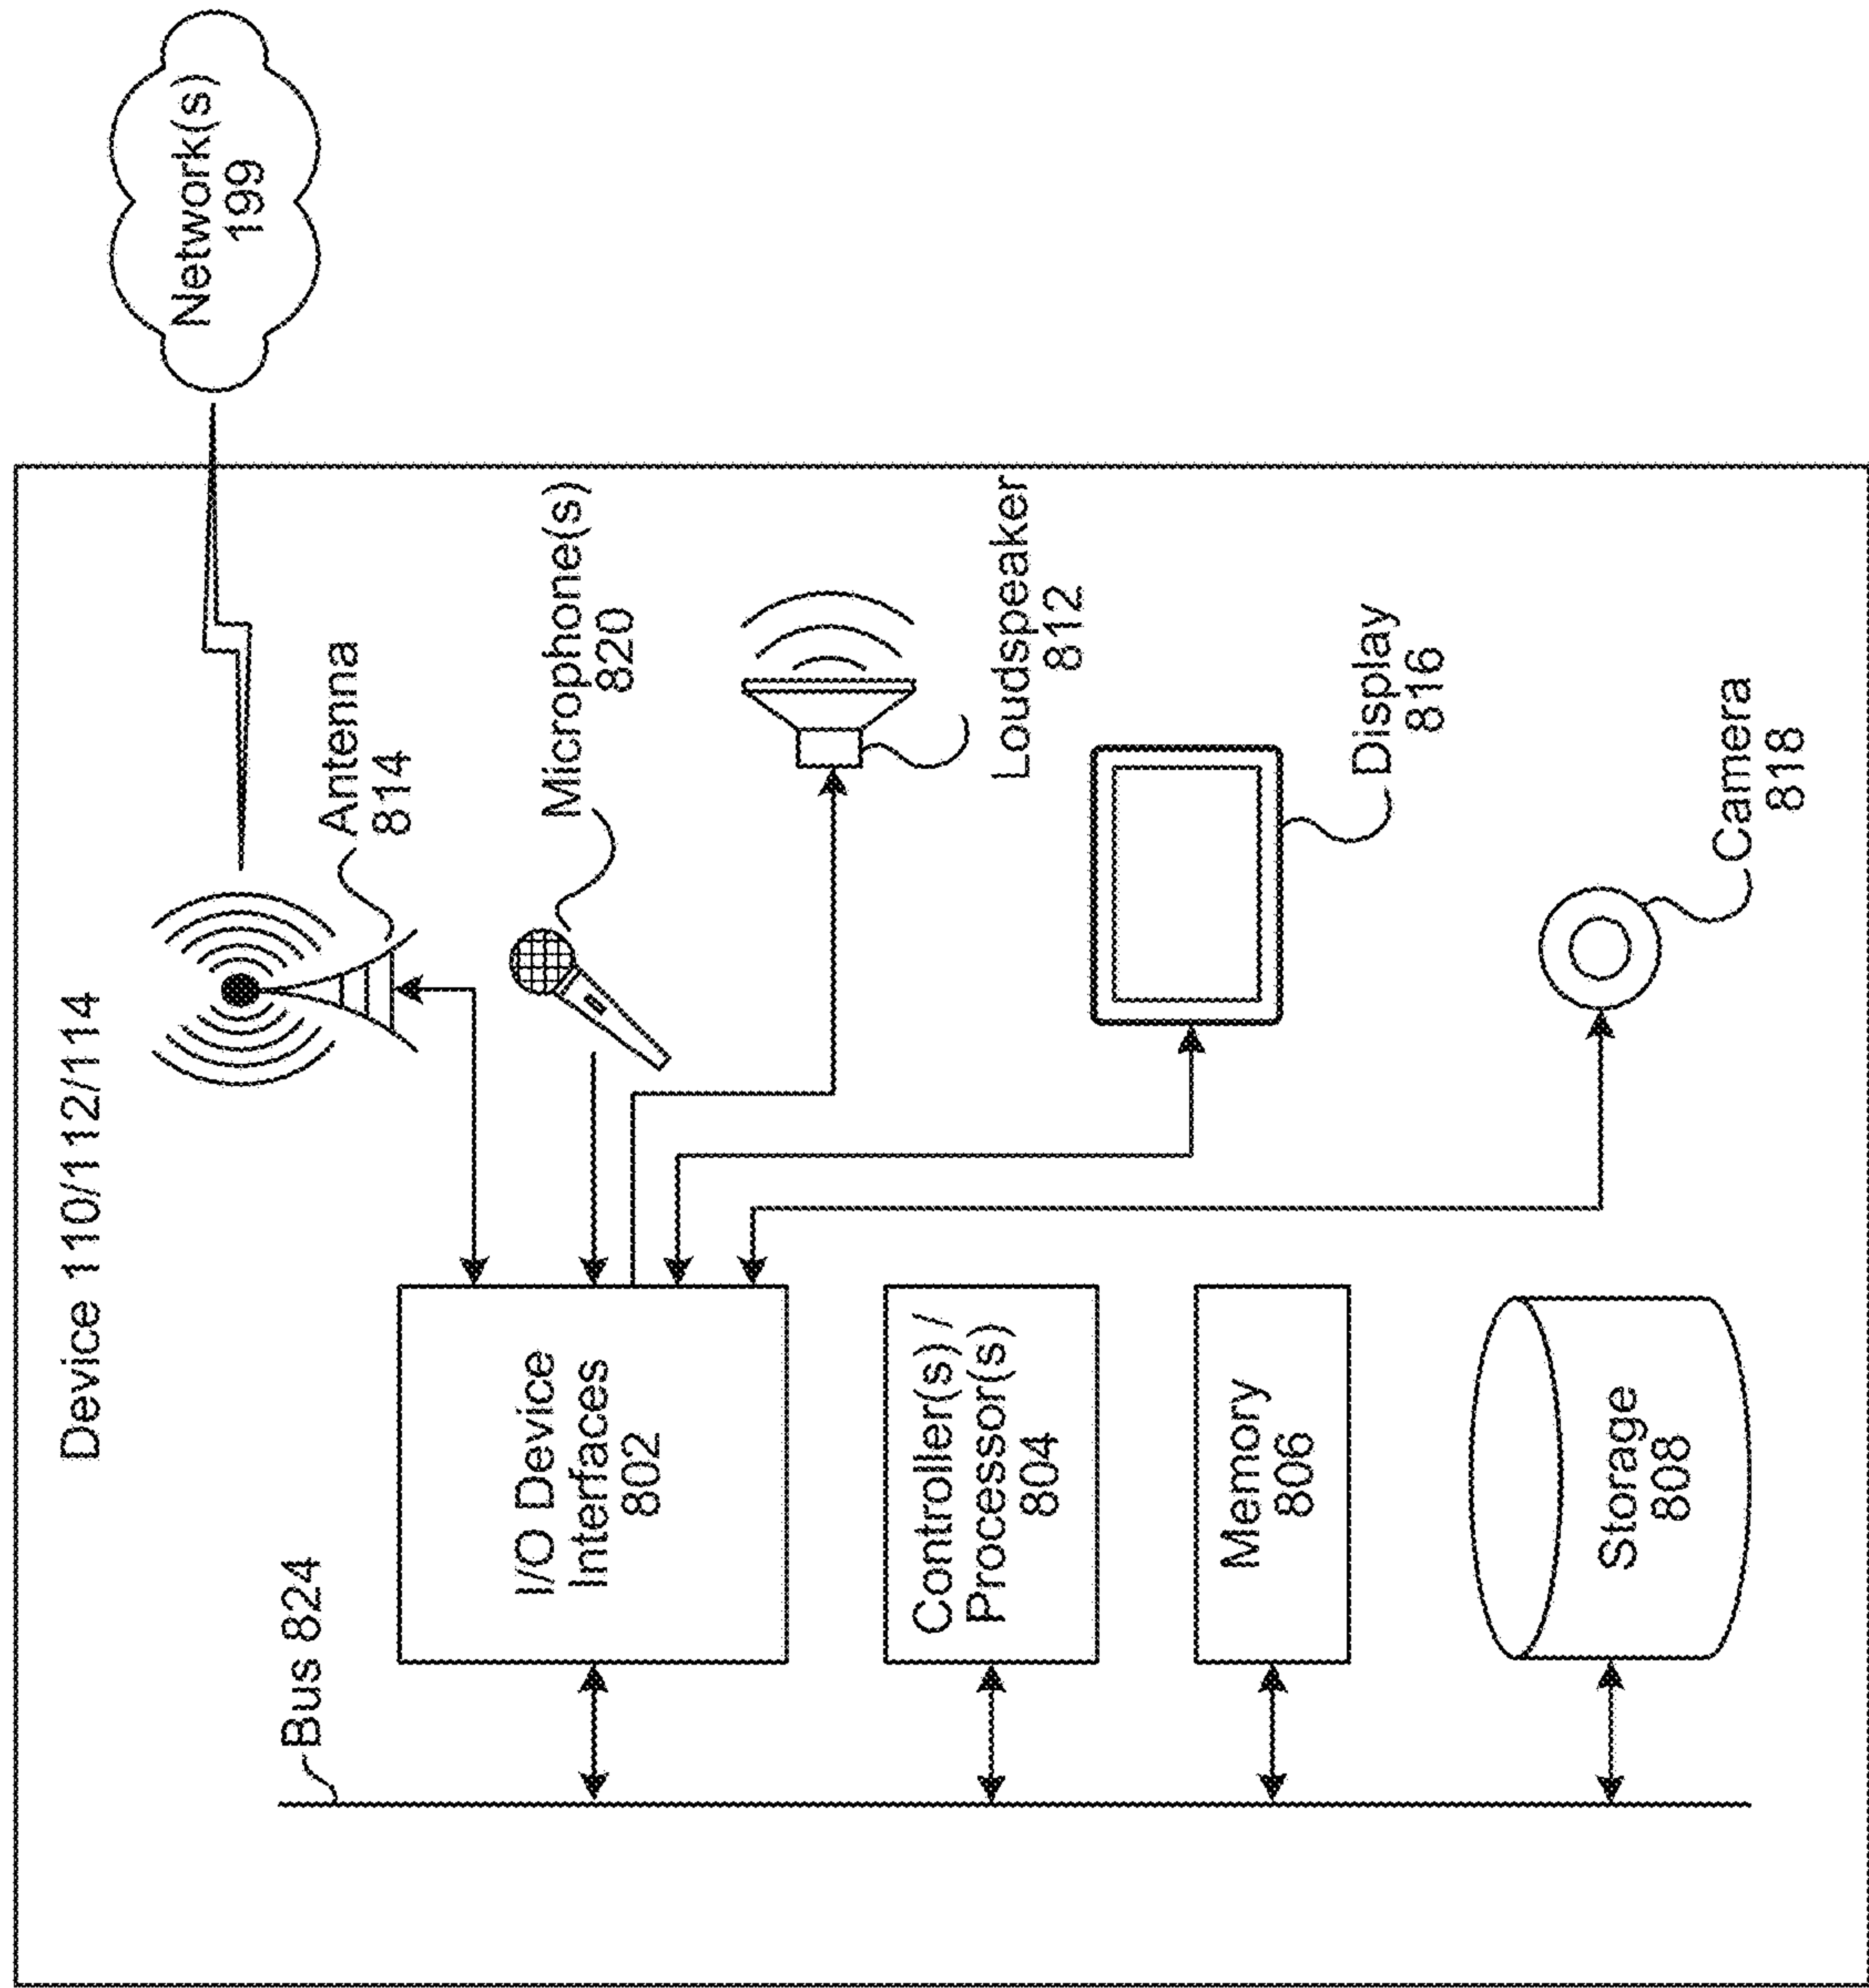 Device 110/112/114
Network(s)
199
Bus 824
Antenna
814
I/O Device
Interfaces
802
Microphone(s)
820
Loudspeaker
812
Controller(s) /
Processor(s)
804
Display
816
Memory
806
Storage
808
Camera
818